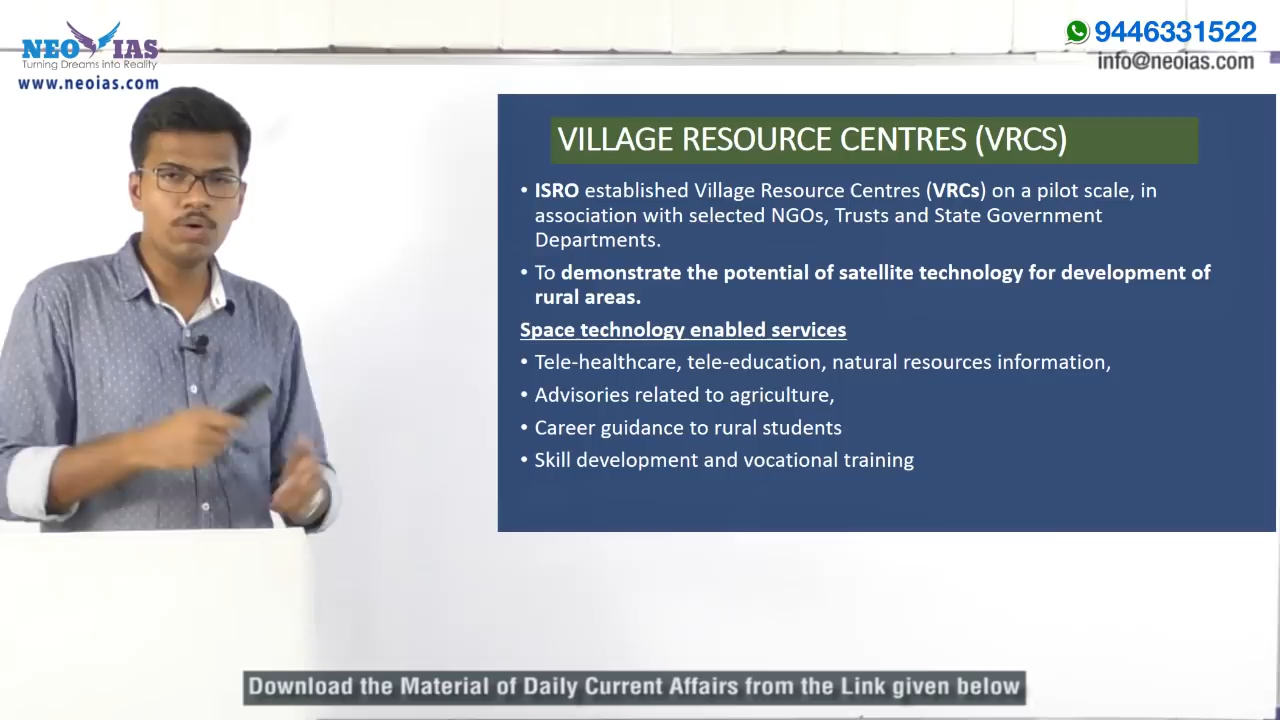 NEO IAS
Turning Dreams into Reality
www.neoias.com
9446331522
info@neoias.com
VILLAGE RESOURCE CENTRES (VRCS)
• ISRO established Village Resource Centres (VRCs) on a pilot scale, in
association with selected NGOs, Trusts and State Government
Departments.
• To demonstrate the potential of satellite technology for development of
rural areas.
Space technology enabled services
• Tele-healthcare, tele-education, natural resources information,
• Advisories related to agriculture,
• Career guidance to rural students
• Skill development and vocational training
Download the Material of Daily Current Affairs from the Link given below